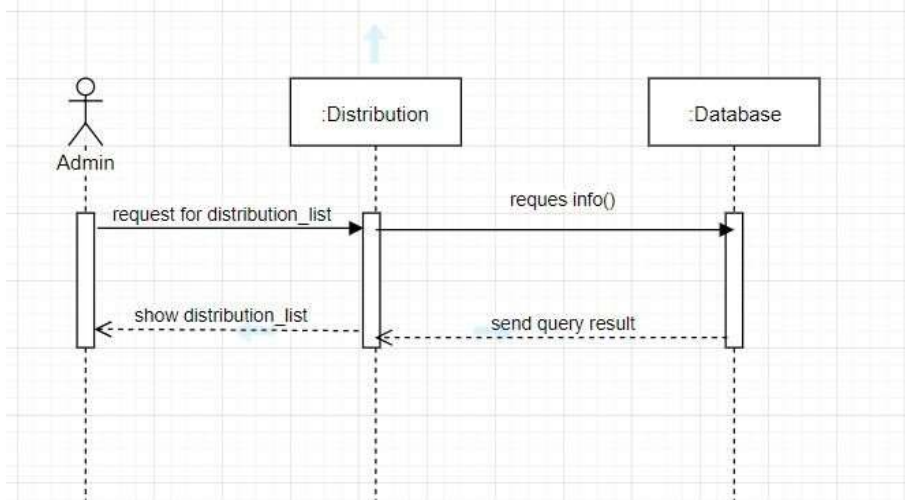 :Distribution
:Database
Admin
request for distribution_list
reques info()
show distribution_list
send query result